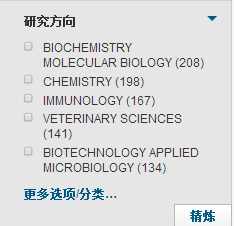 研究方向
BIOCHEMISTRY
MOLECULAR BIOLOGY (208)
CHEMISTRY (198)
IMMUNOLOGY (167)
VETERINARY SCIENCES
(141)
BIOTECHNOLOGY APPLIED
MICROBIOLOGY (134)
更多选项/分类...
精炼